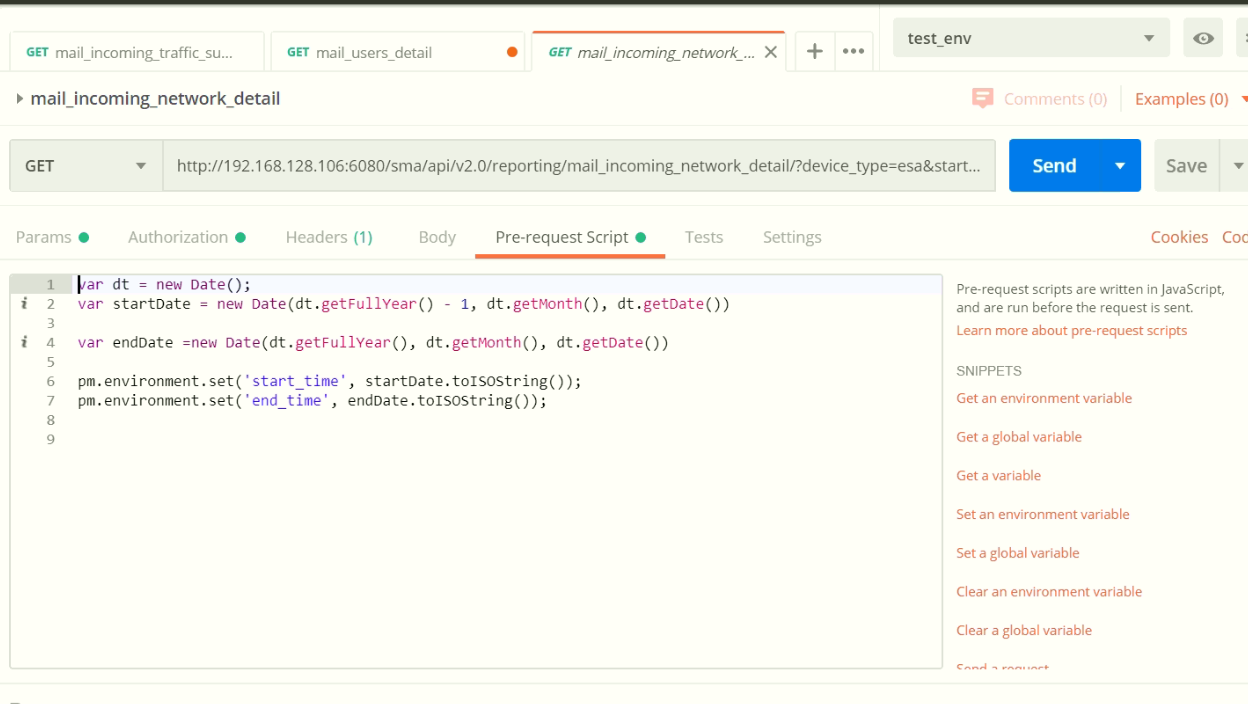 GET mail_incoming_traffic_su... GET mail_users_detail GET mail_incoming_network_... test_env
mail_incoming_network_detail Comments (0) Examples (0)
GET http://192.168.128.106:6080/sma/api/v2.0/reporting/mail_incoming_network_detail/?device_type=esa&start... Send Save
Params Authorization Headers (1) Body Pre-request Script Tests Settings Cookies
1 var dt = new Date();
2 var startDate = new Date(dt.getFullYear() - 1, dt.getMonth(), dt.getDate())
3
4 var endDate =new Date(dt.getFullYear(), dt.getMonth(), dt.getDate())
5
6 pm.environment.set('start_time', startDate.toISOString());
7 pm.environment.set('end_time', endDate.toISOString());
8
9
Pre-request scripts are written in JavaScript,
and are run before the request is sent.
Learn more about pre-request scripts
SNIPPETS
Get an environment variable
Get a global variable
Get a variable
Set an environment variable
Set a global variable
Clear an environment variable
Clear a global variable
Send a request